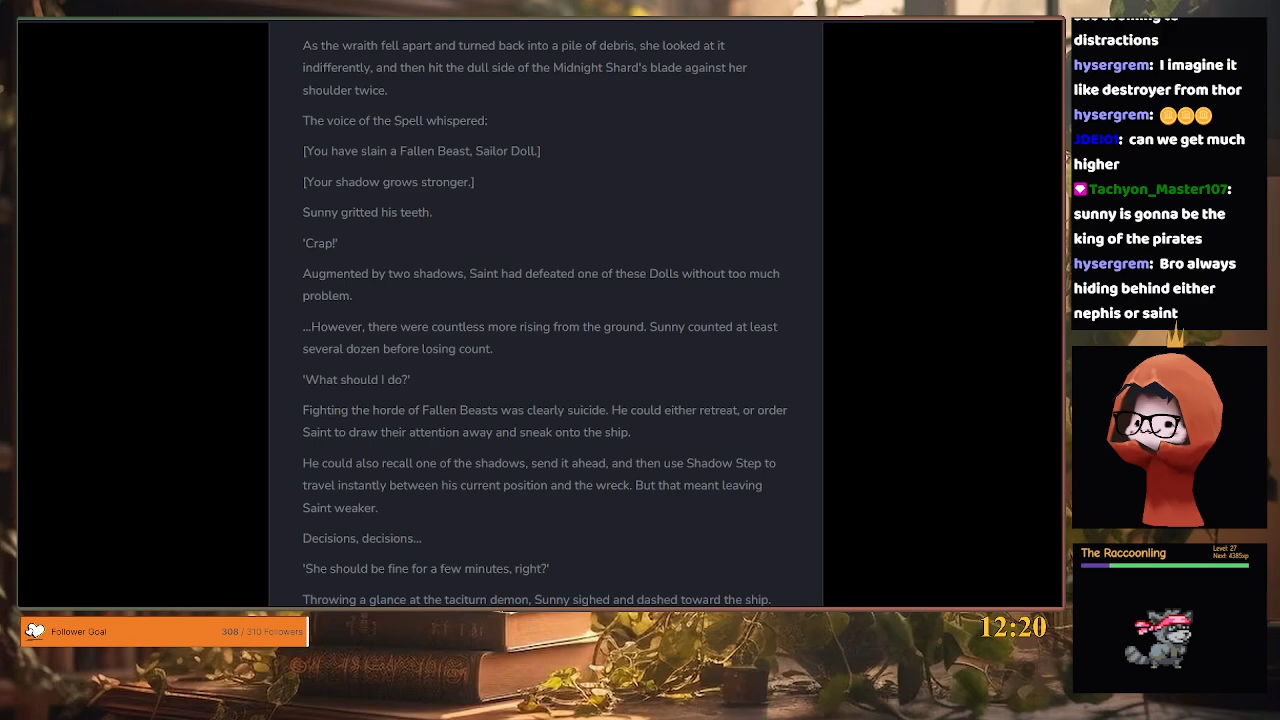 As the wraith fell apart and turned back into a pile of debris, she looked at it
indifferently, and then hit the dull side of the Midnight Shard's blade against her
shoulder twice.
The voice of the Spell whispered:
[You have slain a Fallen Beast, Sailor Doll.]
[Your shadow grows stronger.]
Sunny gritted his teeth.
'Crap!'
Augmented by two shadows, Saint had defeated one of these Dolls without too much
problem.
...However, there were countless more rising from the ground. Sunny counted at least
several dozen before losing count.
'What should I do?'
Fighting the horde of Fallen Beasts was clearly suicide. He could either retreat, or order
Saint to draw their attention away and sneak onto the ship.
He could also recall one of the shadows, send it ahead, and then use Shadow Step to
travel instantly between his current position and the wreck. But that meant leaving
Saint weaker.
Decisions, decisions...
'She should be fine for a few minutes, right?'
Throwing a glance at the taciturn demon, Sunny sighed and dashed toward the ship.
distractions
hysergrem: I imagine it
like destroyer from thor
hysergrem:
JDEI01: can we get much
higher
Tachyon_Master107:
sunny is gonna be the
king of the pirates
hysergrem: Bro always
hiding behind either
nephis or saint
The Raccoonling
Level: 27
Next: 4385xp
Follower Goal
308 / 310 Followers
12:20